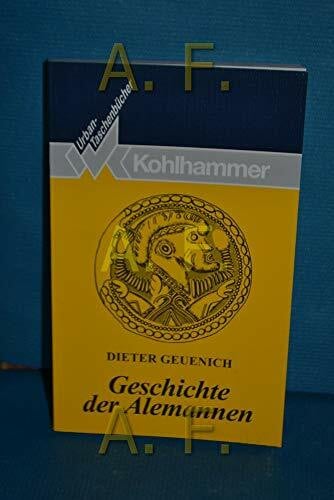 A. F.
Urban-
Taschenbücher
Kohlhammer
A. F.
DIETER GEUENICH
Geschichte
der Alemannen
A. F.